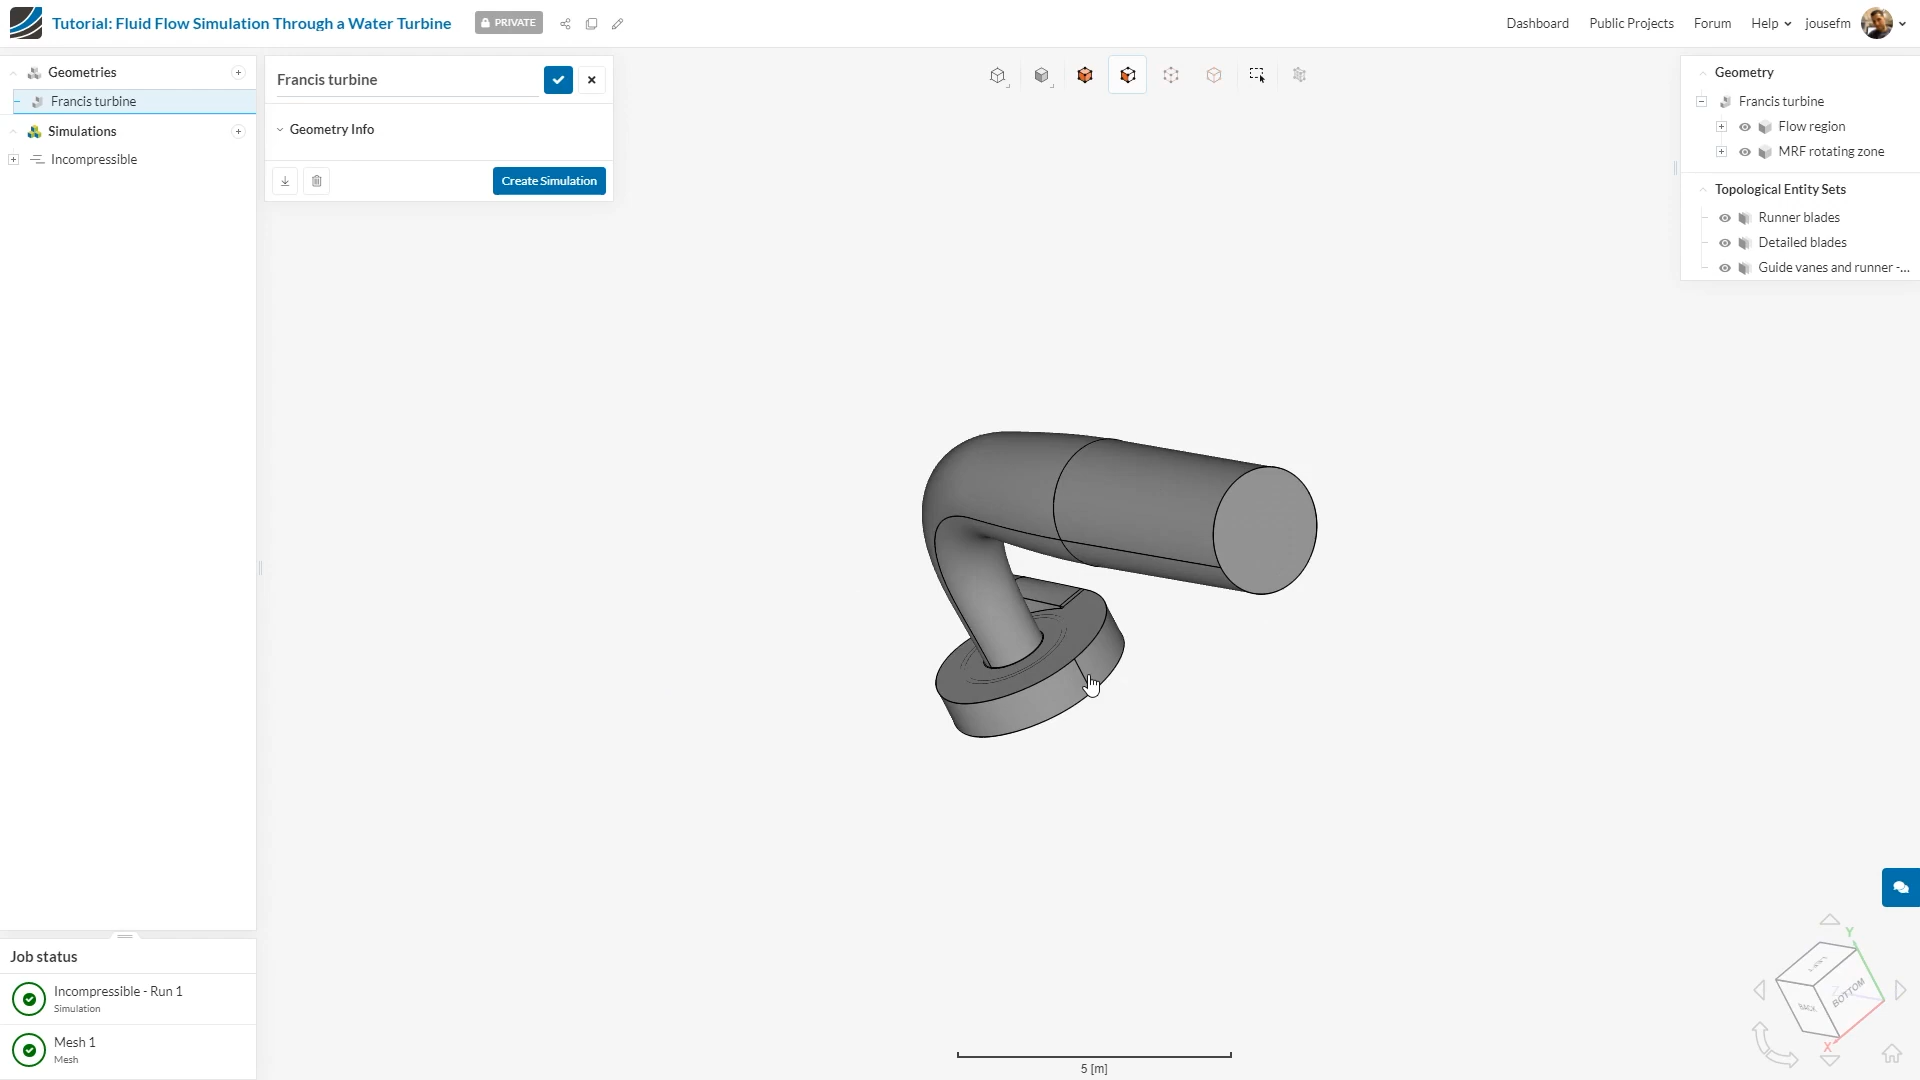 Tutorial: Fluid Flow Simulation Through a Water Turbine
PRIVATE
Dashboard
Public Projects
Forum
Help
jousefm
Geometries
Francis turbine
Simulations
Incompressible
Francis turbine
Geometry Info
Create Simulation
Geometry
Francis turbine
Flow region
MRF rotating zone
Topological Entity Sets
Runner blades
Detailed blades
Guide vanes and runner -...
Job status
Incompressible - Run 1
Simulation
Mesh 1
Mesh
5 [m]
Y
LEFT
BACK
BOTTOM
Z
X